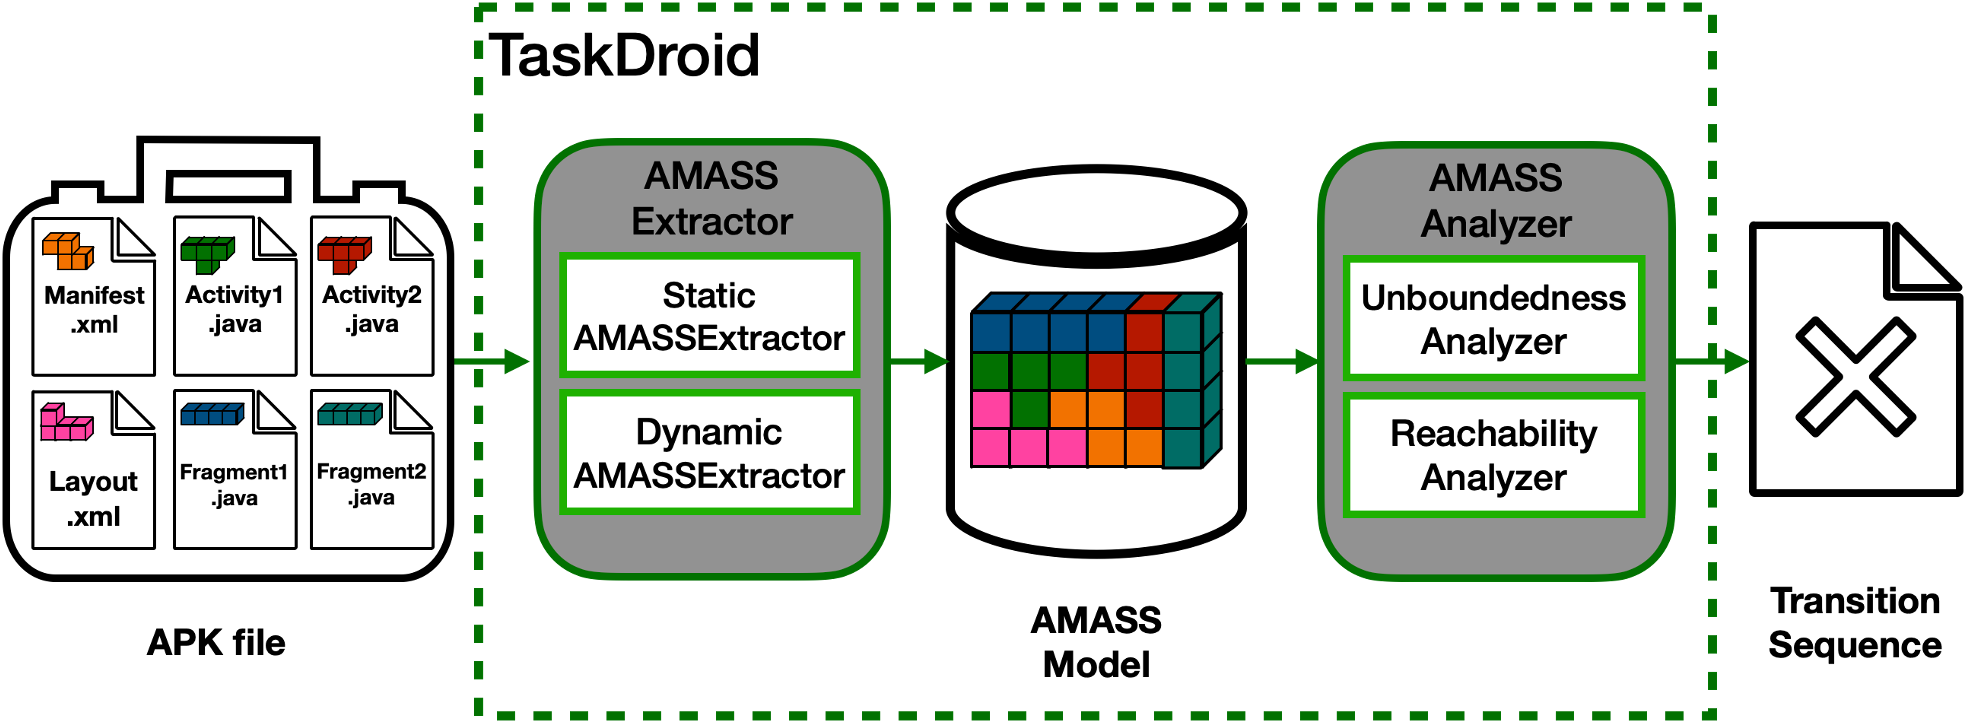 TaskDroid
Manifest
.xml
Activity1
.java
Activity2
.java
Layout
.xml
Fragment1
.java
Fragment2
.java
APK file
AMASS
Extractor
Static
AMASSExtractor
Dynamic
AMASSExtractor
AMASS
Model
AMASS
Analyzer
Unboundedness
Analyzer
Reachability
Analyzer
Transition
Sequence